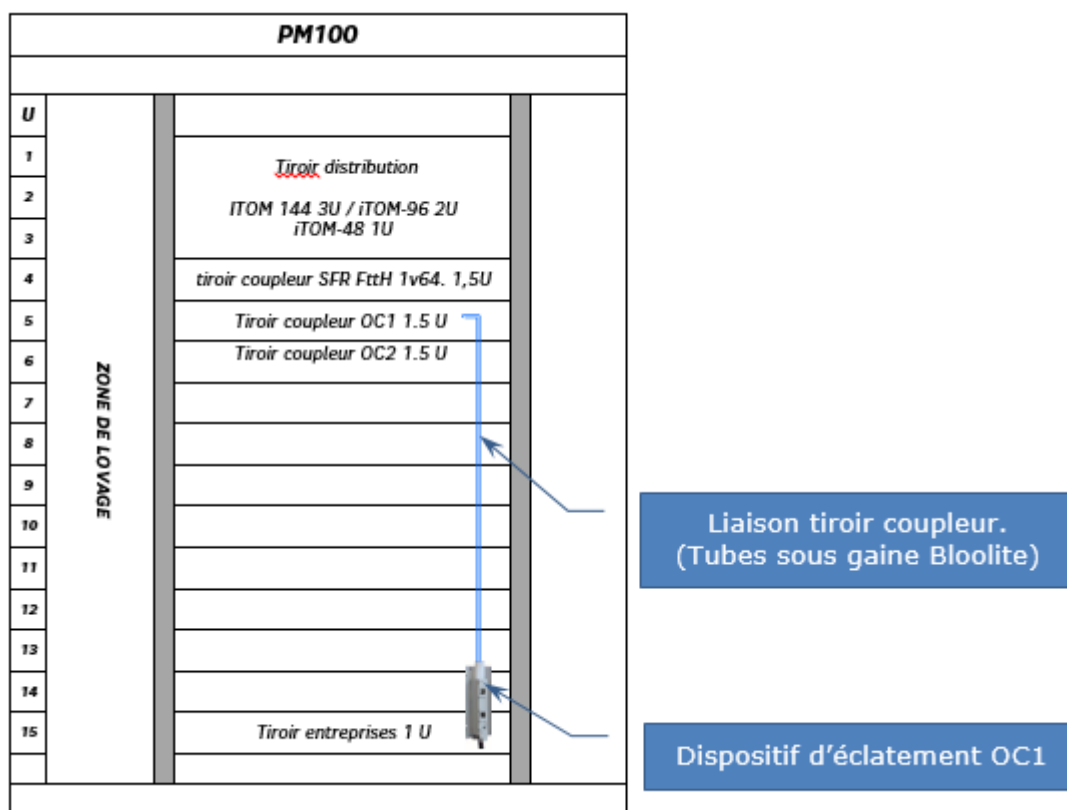 PM100
U
1
Tiroir distribution
2
ITOM 144 3U / iTOM-96 2U
3
iTOM-48 1U
4
tiroir coupleur SFR FttH 1v64. 1,5U
5
Tiroir coupleur OC1 1.5 U
6
Tiroir coupleur OC2 1.5 U
7
8
9
10
11
12
13
14
15
Tiroir entreprises 1 U
ZONE DE LOVAGE
Liaison tiroir coupleur.
(Tubes sous gaine Bloolite)
Dispositif d'éclatement OC1